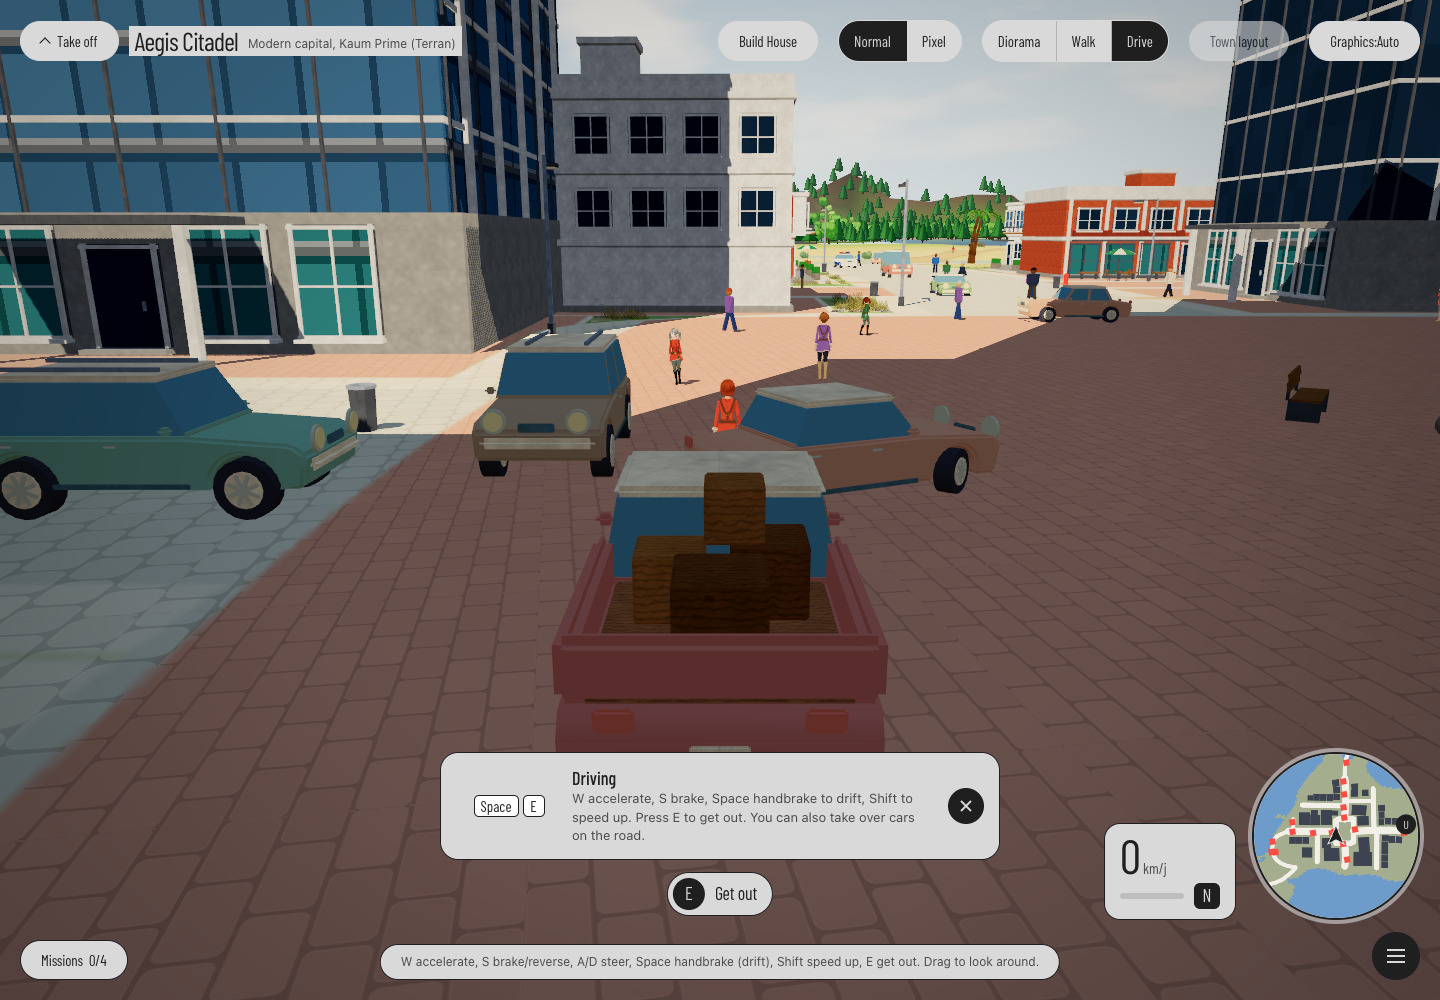 Take off
Aegis Citadel Modern capital, Kaum Prime (Terran)
Build House
Normal Pixel
Diorama Walk Drive
Town layout
Graphics:Auto
Driving
Space E
W accelerate, S brake, Space handbrake to drift, Shift to
speed up. Press E to get out. You can also take over cars
on the road.
E Get out
0 km/j
N
U
Missions 0/4
W accelerate, S brake/reverse, A/D steer, Space handbrake (drift), Shift speed up, E get out. Drag to look around.